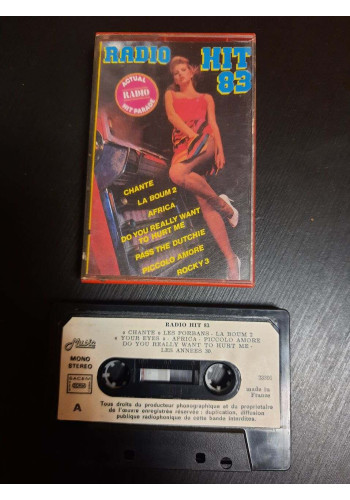 RADIO HIT
83
ACTUAL
RADIO
HIT PARADE
CHANTE
LA BOUM 2
AFRICA
DO YOU REALLY WANT
TO HURT ME
PASS THE DUTCHIE
PICCOLO AMORE
ROCKY 3
RADIO HIT 83
Music
« CHANTE » LES FORBANS - LA BOUM 2
« YOUR EYES » - AFRICA - PICCOLO AMORE
DO YOU REALLY WANT TO HURT ME -
LES ANNEES 30
MONO
STEREO
SACEM
made in
France
A
Tous droits du producteur phonographique et du propriétaire
de l'œuvre enregistrée réservés : duplication, diffusion
publique radiophonique de cette bande interdites.